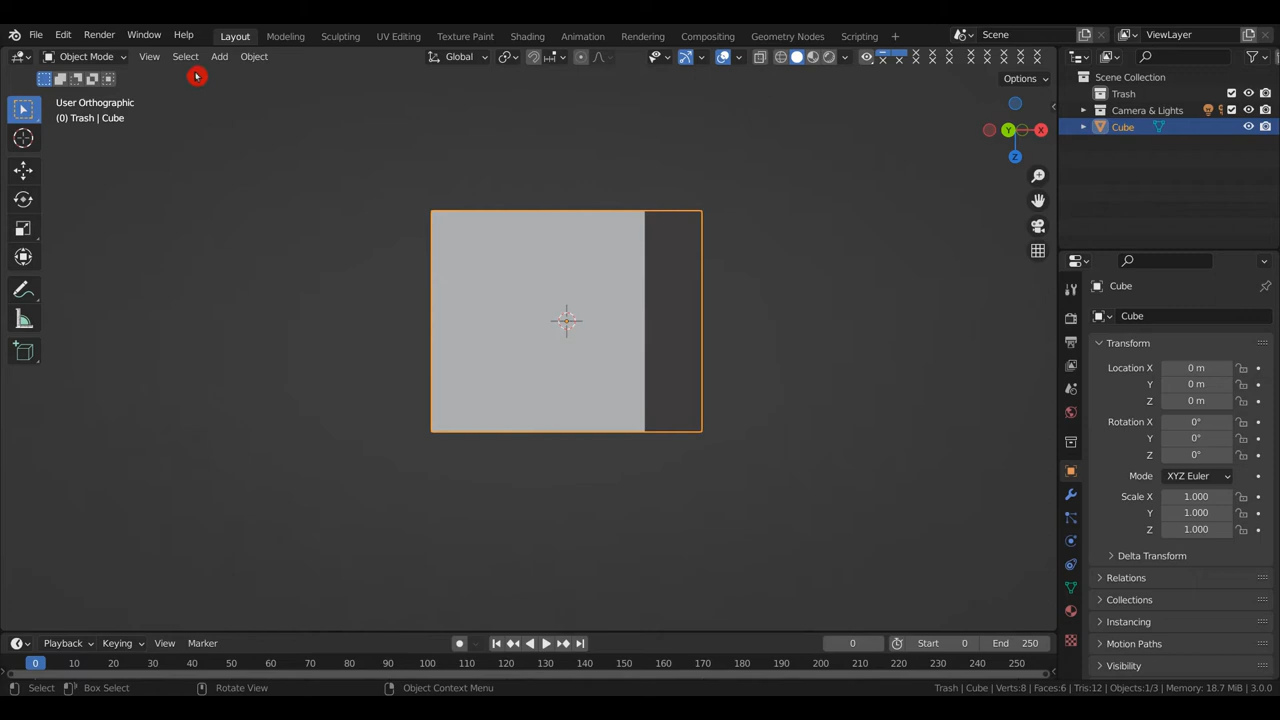 File Edit Render Window Help Layout Modeling Sculpting UV Editing Texture Paint Shading Animation Rendering Compositing Geometry Nodes Scripting Scene ViewLayer
Object Mode View Select Add Object Global
Options
User Orthographic
(0) Trash | Cube
Y X
Z
Scene Collection
Trash
Camera & Lights
Cube
Cube
Cube
Transform
Location X 0 m
Y 0 m
Z 0 m
Rotation X 0°
Y 0°
Z 0°
Mode XYZ Euler
Scale X 1.000
Y 1.000
Z 1.000
Delta Transform
Relations
Collections
Instancing
Motion Paths
Visibility
Playback Keying View Marker 0 Start 0 End 250
0 10 20 30 40 50 60 70 80 90 100 110 120 130 140 150 160 170 180 190 200 210 220 230 240 250
Select Box Select Rotate View Object Context Menu Trash | Cube | Verts:8 | Faces:6 | Tris:12 | Objects:1/3 | Memory: 18.7 MiB | 3.0.0